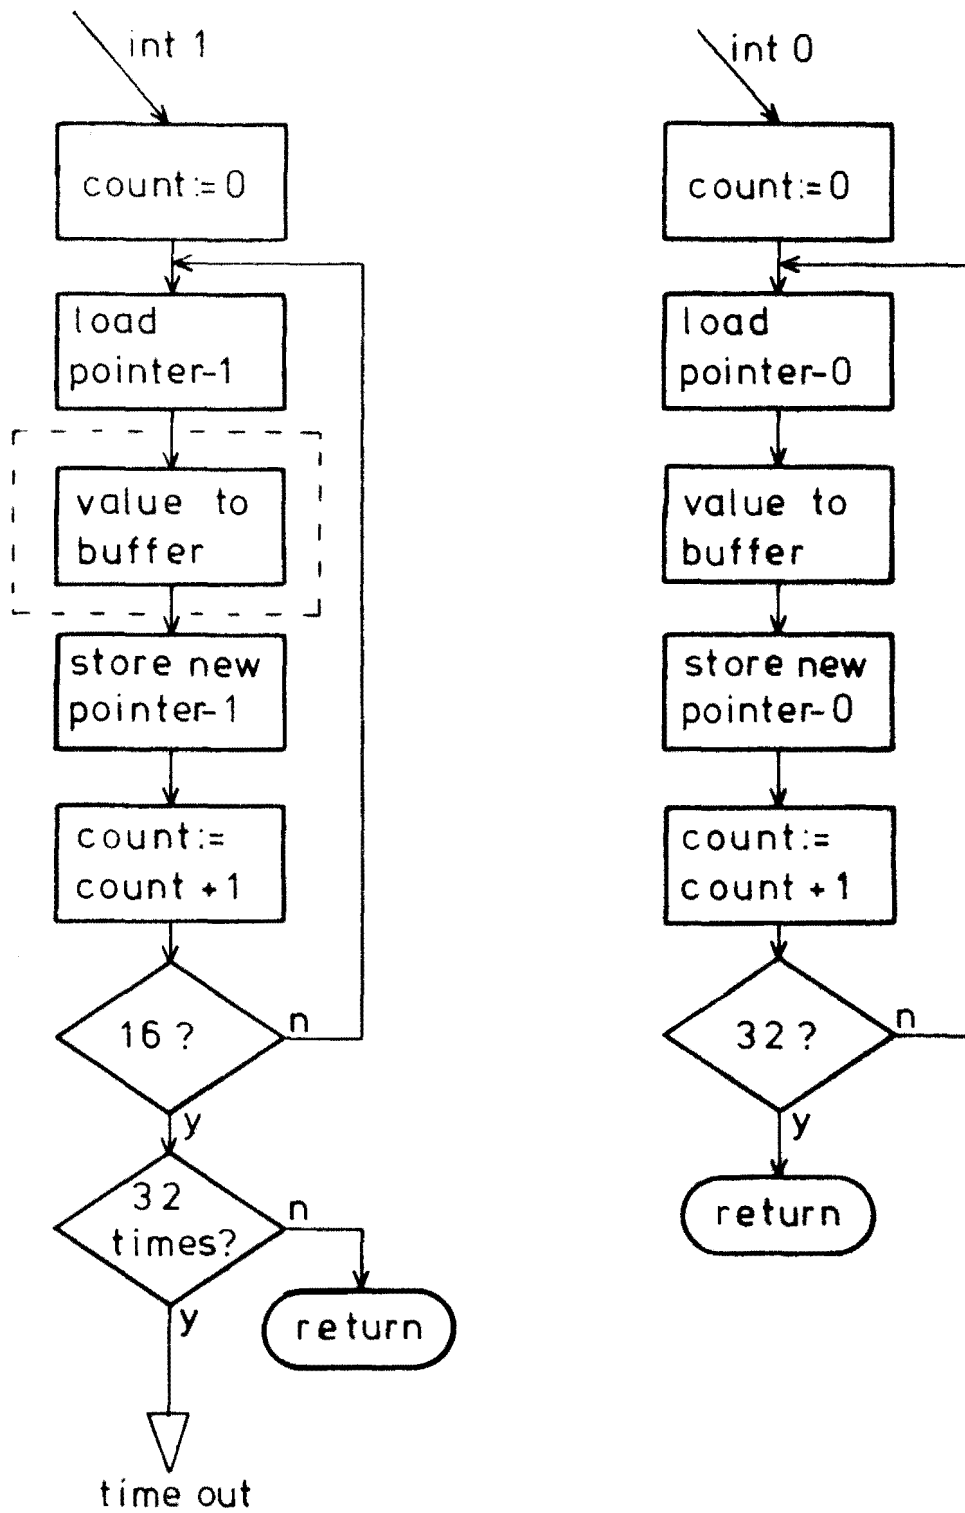 int 1
count:=0
load
pointer-1
value to
buffer
store new
pointer-1
count:=
count +1
16 ?
n
y
32
times?
n
return
y
time out
int 0
count:=0
load
pointer-0
value to
buffer
store new
pointer-0
count:=
count +1
32 ?
n
y
return